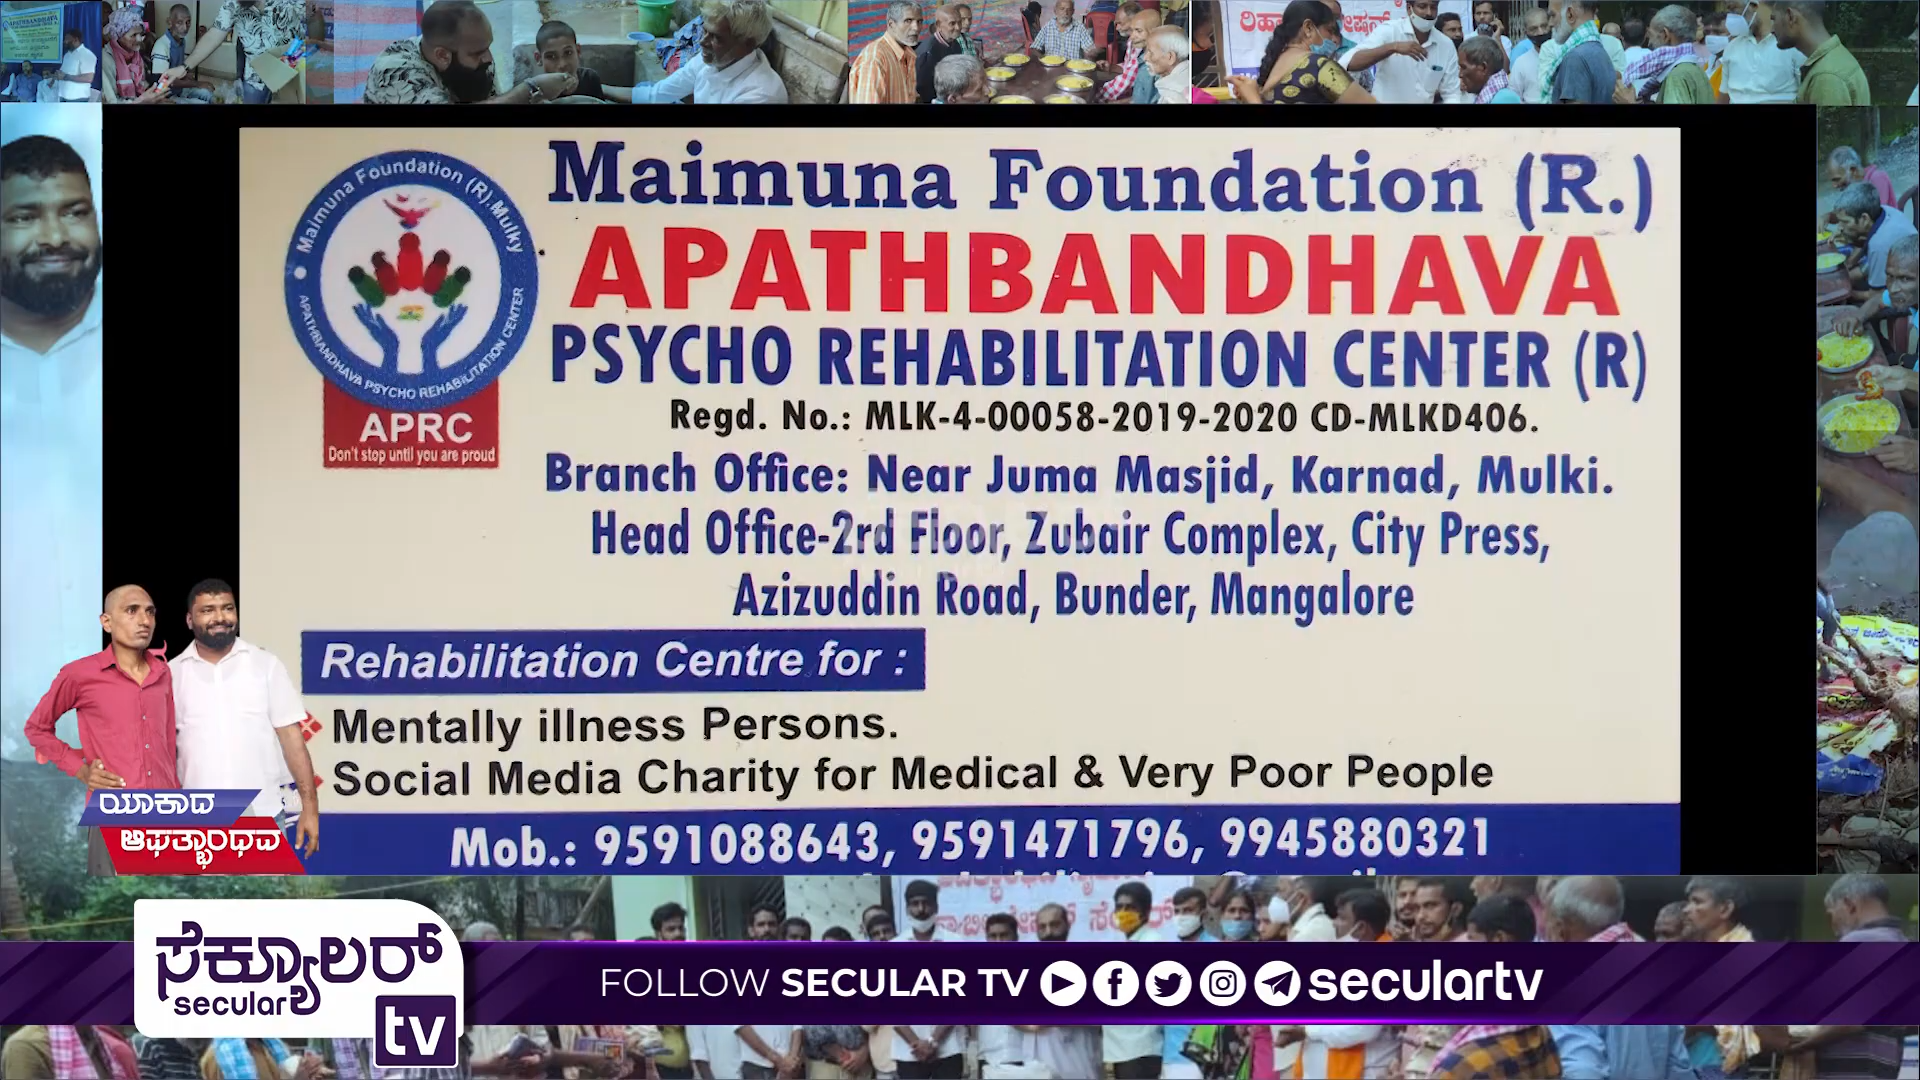 Maimuna Foundation (R.)
APATHBANDHAVA
PSYCHO REHABILITATION CENTER (R)
Regd. No.: MLK-4-00058-2019-2020 CD-MLKD406.
Branch Office: Near Juma Masjid, Karnad, Mulki.
Head Office-2rd Floor, Zubair Complex, City Press,
Azizuddin Road, Bunder, Mangalore
Maimuna Foundation (R). Mulky
APATHBANDHAVA PSYCHO REHABILITATION CENTER
APRC
Don't stop until you are proud
Rehabilitation Centre for :
Mentally illness Persons.
Social Media Charity for Medical & Very Poor People
Mob.: 9591088643, 9591471796, 9945880321
ಯಾಕಾದ
ಆಫತ್ಭಾಂಧವ
ಸೆಕ್ಯೂಲರ್
secular
tv
FOLLOW SECULAR TV seculartv
APATHBANDHAVA